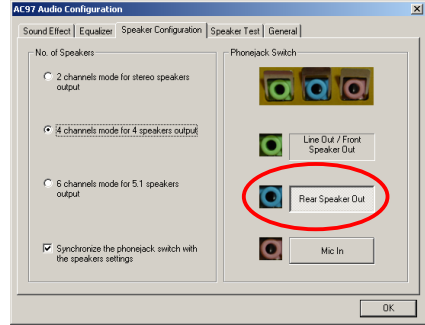 AC97 Audio Configuration
Sound Effect
Equalizer
Speaker Configuration
Speaker Test
General
No. of Speakers
2 channels mode for stereo speakers
output
4 channels mode for 4 speakers output
6 channels mode for 5.1 speakers
output
Synchronize the phonejack switch with
the speakers settings
Phonejack Switch
Line Out / Front
Speaker Out
Rear Speaker Out
Mic In
OK